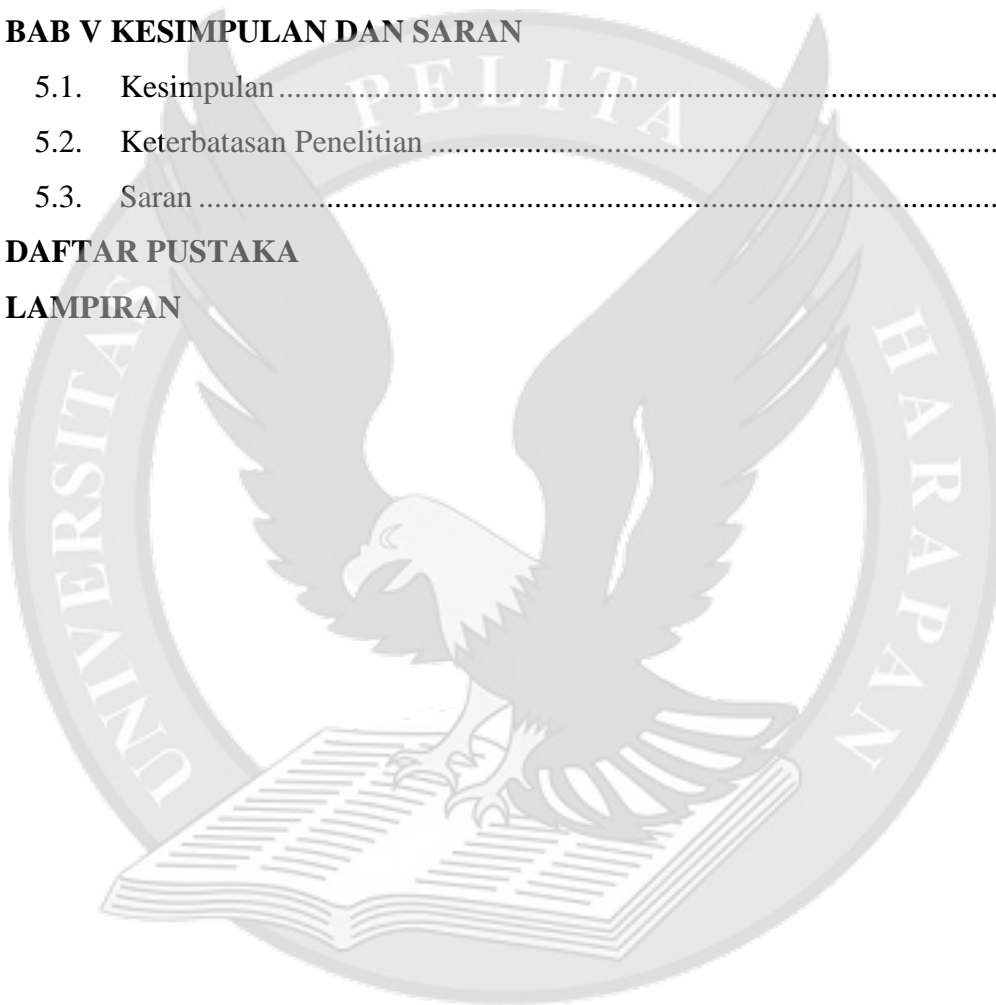 BAB V KESIMPULAN DAN SARAN
5.1. Kesimpulan ........................................................................................
5.2. Keterbatasan Penelitian .....................................................................
5.3. Saran ..................................................................................................
DAFTAR PUSTAKA
LAMPIRAN
UNIVERSITAS PELITA HARAPAN